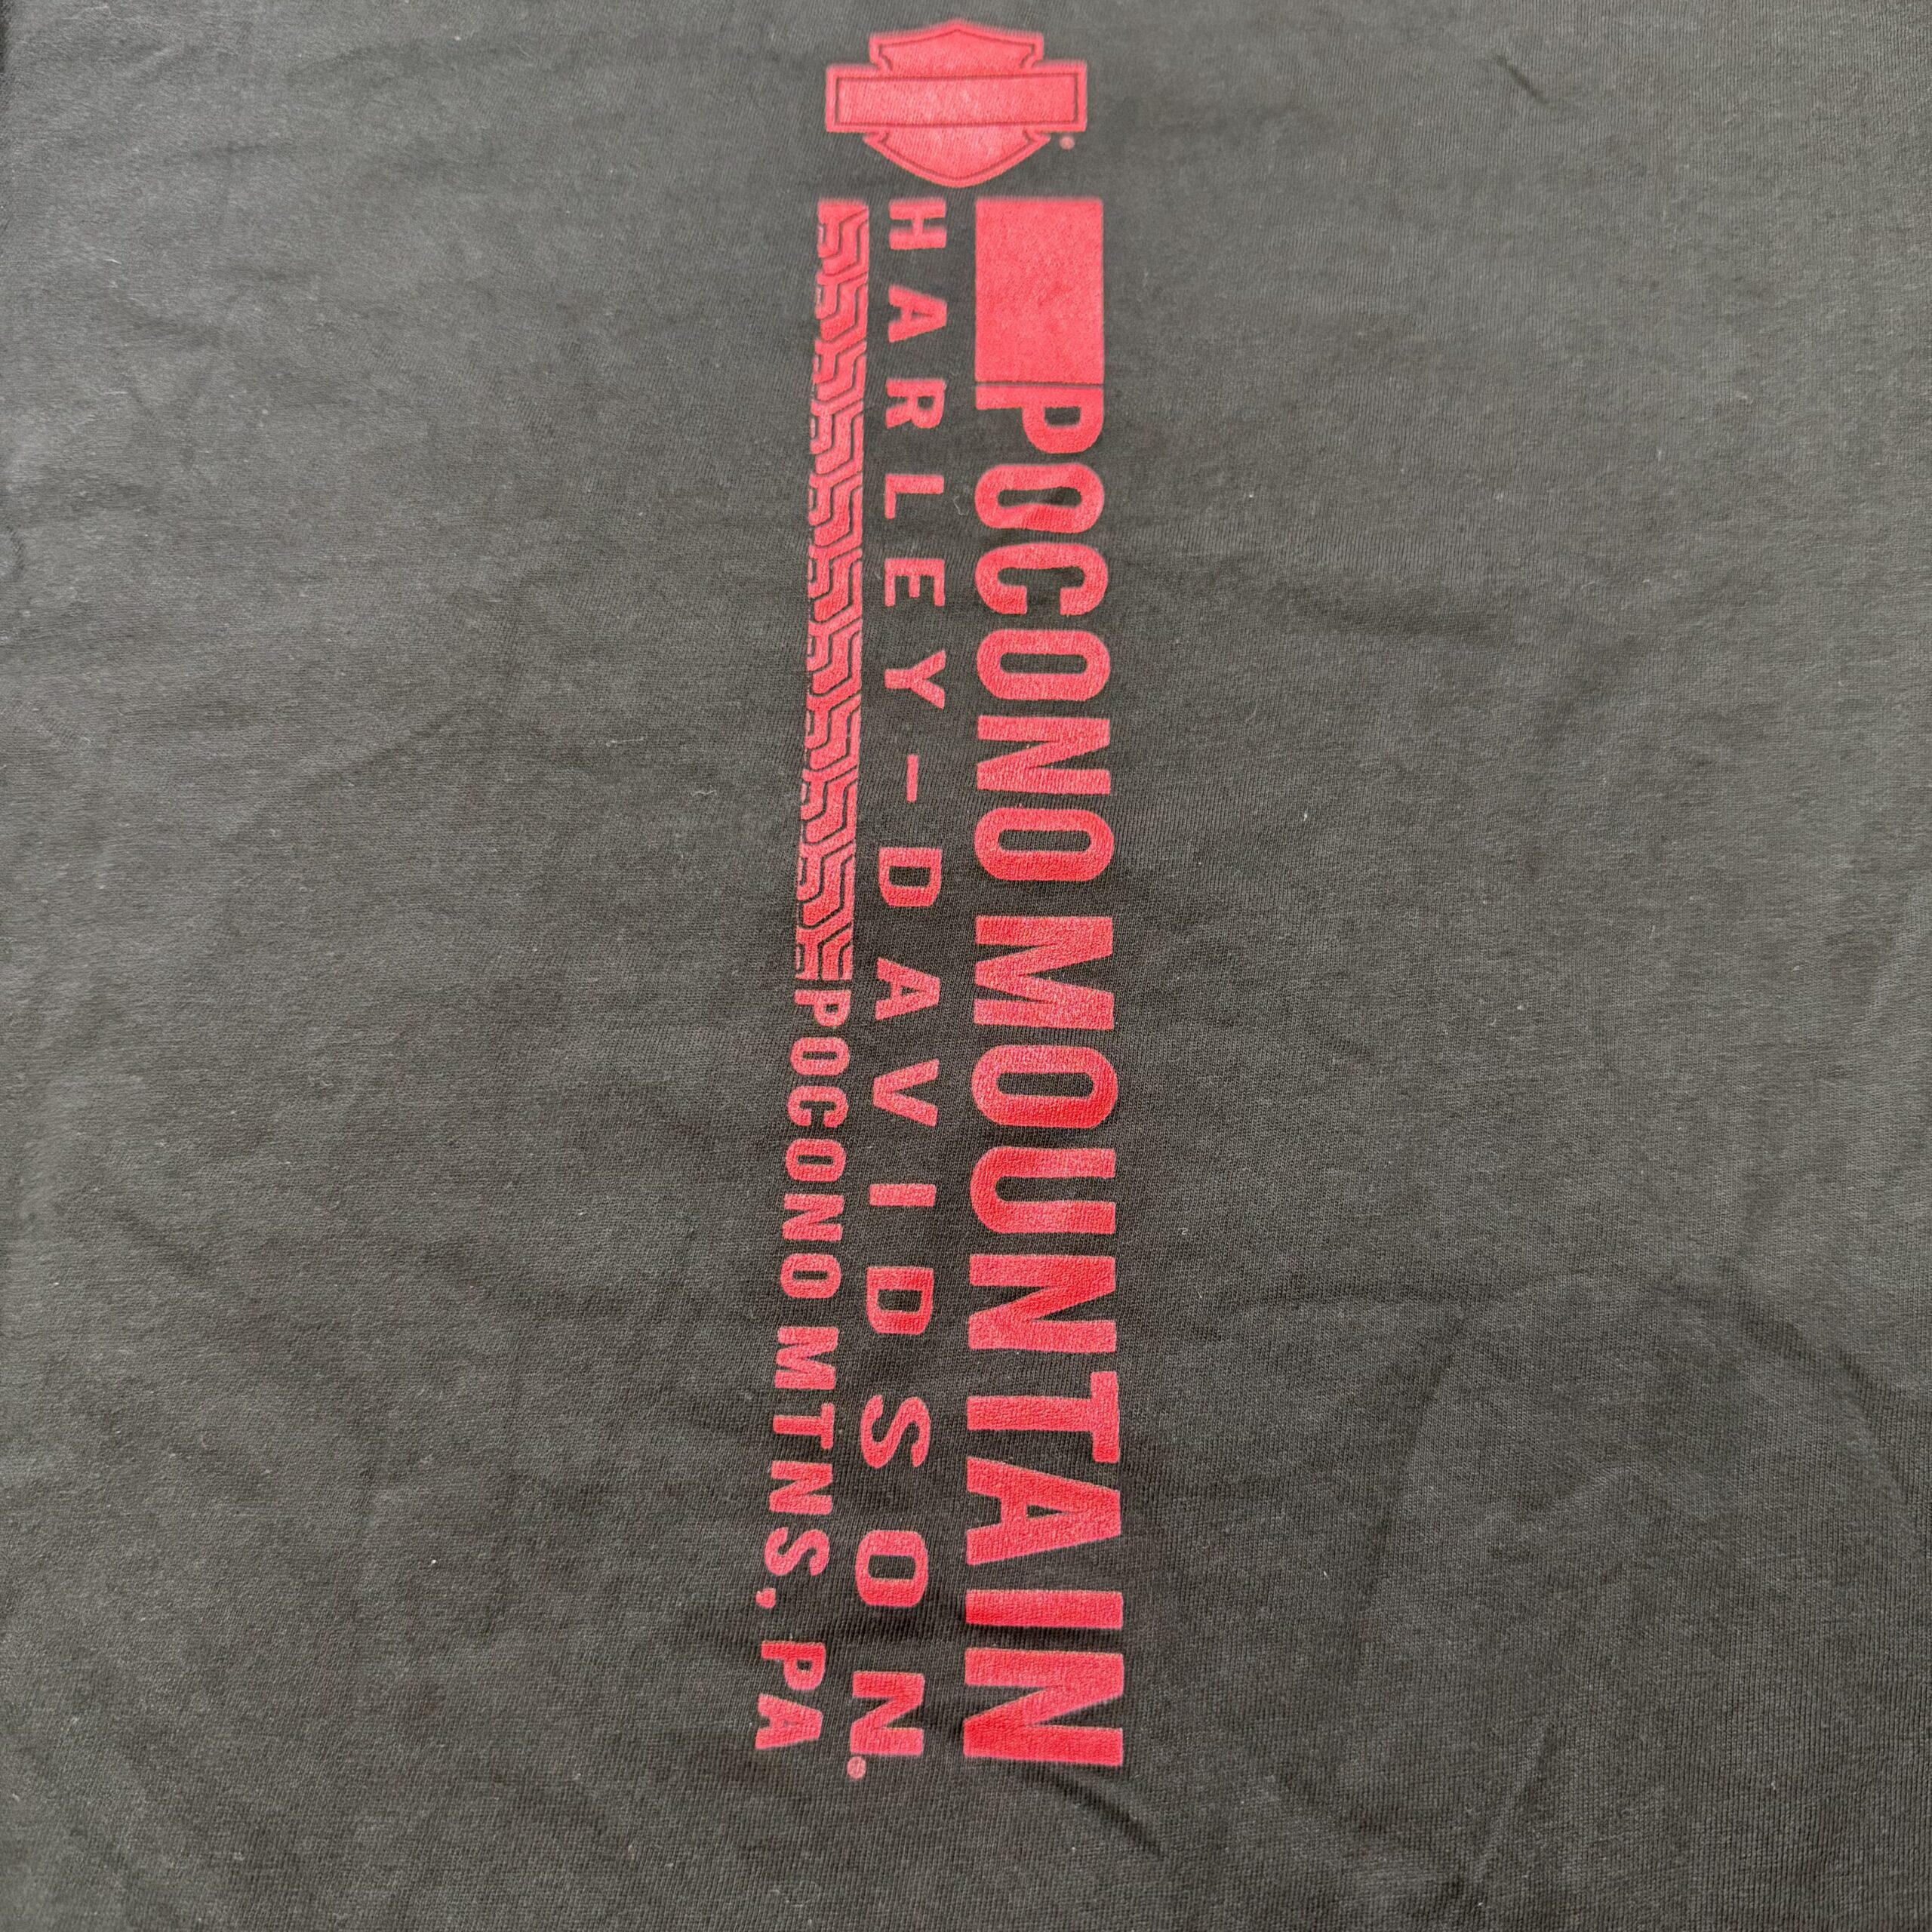 POCONO MOUNTAIN
HARLEY-DAVIDSON®
POCONO MTNS, PA